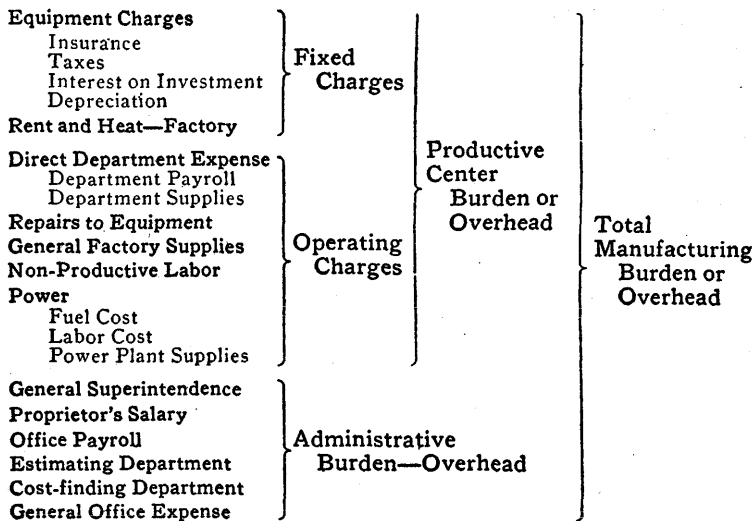 Equipment Charges
Insurance
Taxes
Interest on Investment
Depreciation
Rent and Heat—Factory
Fixed
Charges
Direct Department Expense
Department Payroll
Department Supplies
Repairs to Equipment
General Factory Supplies
Non-Productive Labor
Power
Fuel Cost
Labor Cost
Power Plant Supplies
Operating
Charges
Productive
Center
Burden or
Overhead
General Superintendence
Proprietor's Salary
Office Payroll
Estimating Department
Cost-finding Department
General Office Expense
Administrative
Burden—Overhead
Total
Manufacturing
Burden or
Overhead